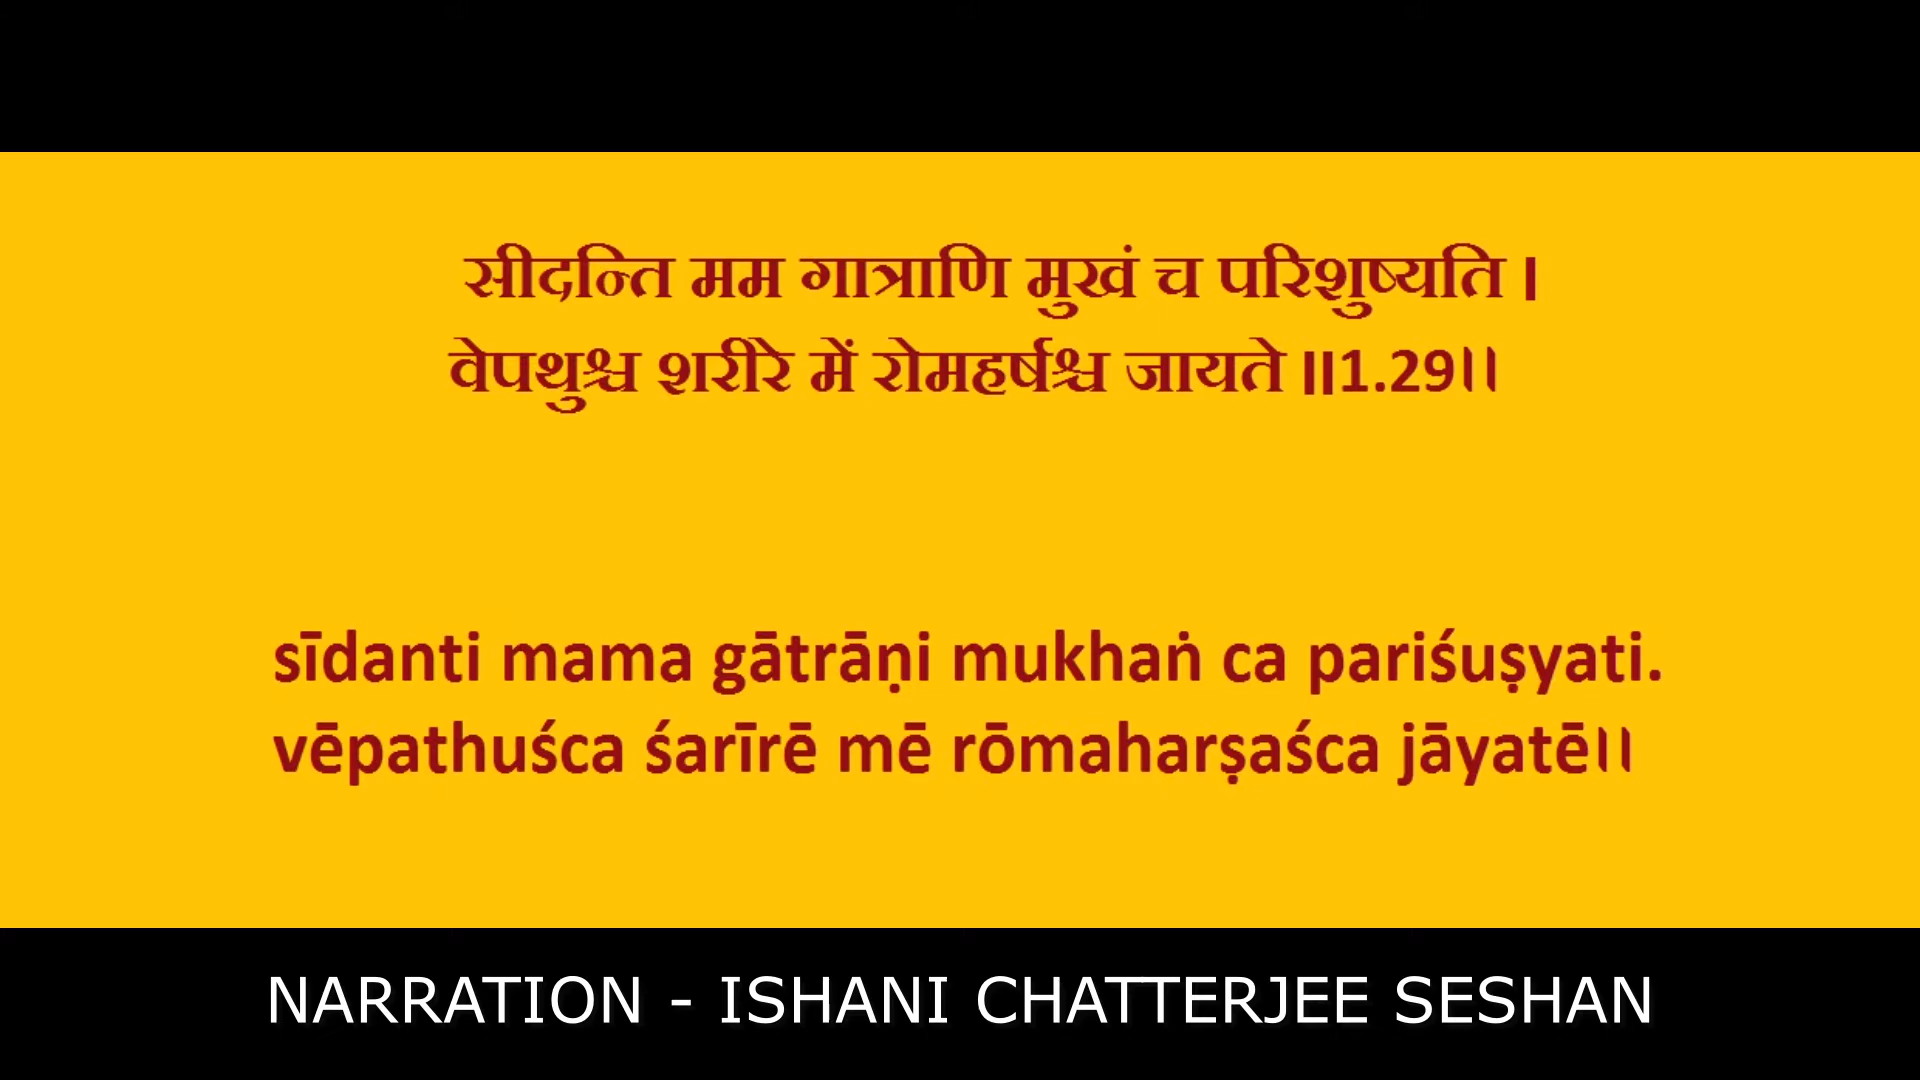 सीदन्ति मम गात्राणि मुखं च परिशुष्यति ।
वेपथुश्च शरीरे में रोमहर्षश्च जायते ॥1.29।।
sīdanti mama gātrāṇi mukhaṅ ca pariśuṣyati.
vēpathuśca śarīrē mē rōmaharṣaśca jāyatē।।
NARRATION - ISHANI CHATTERJEE SESHAN